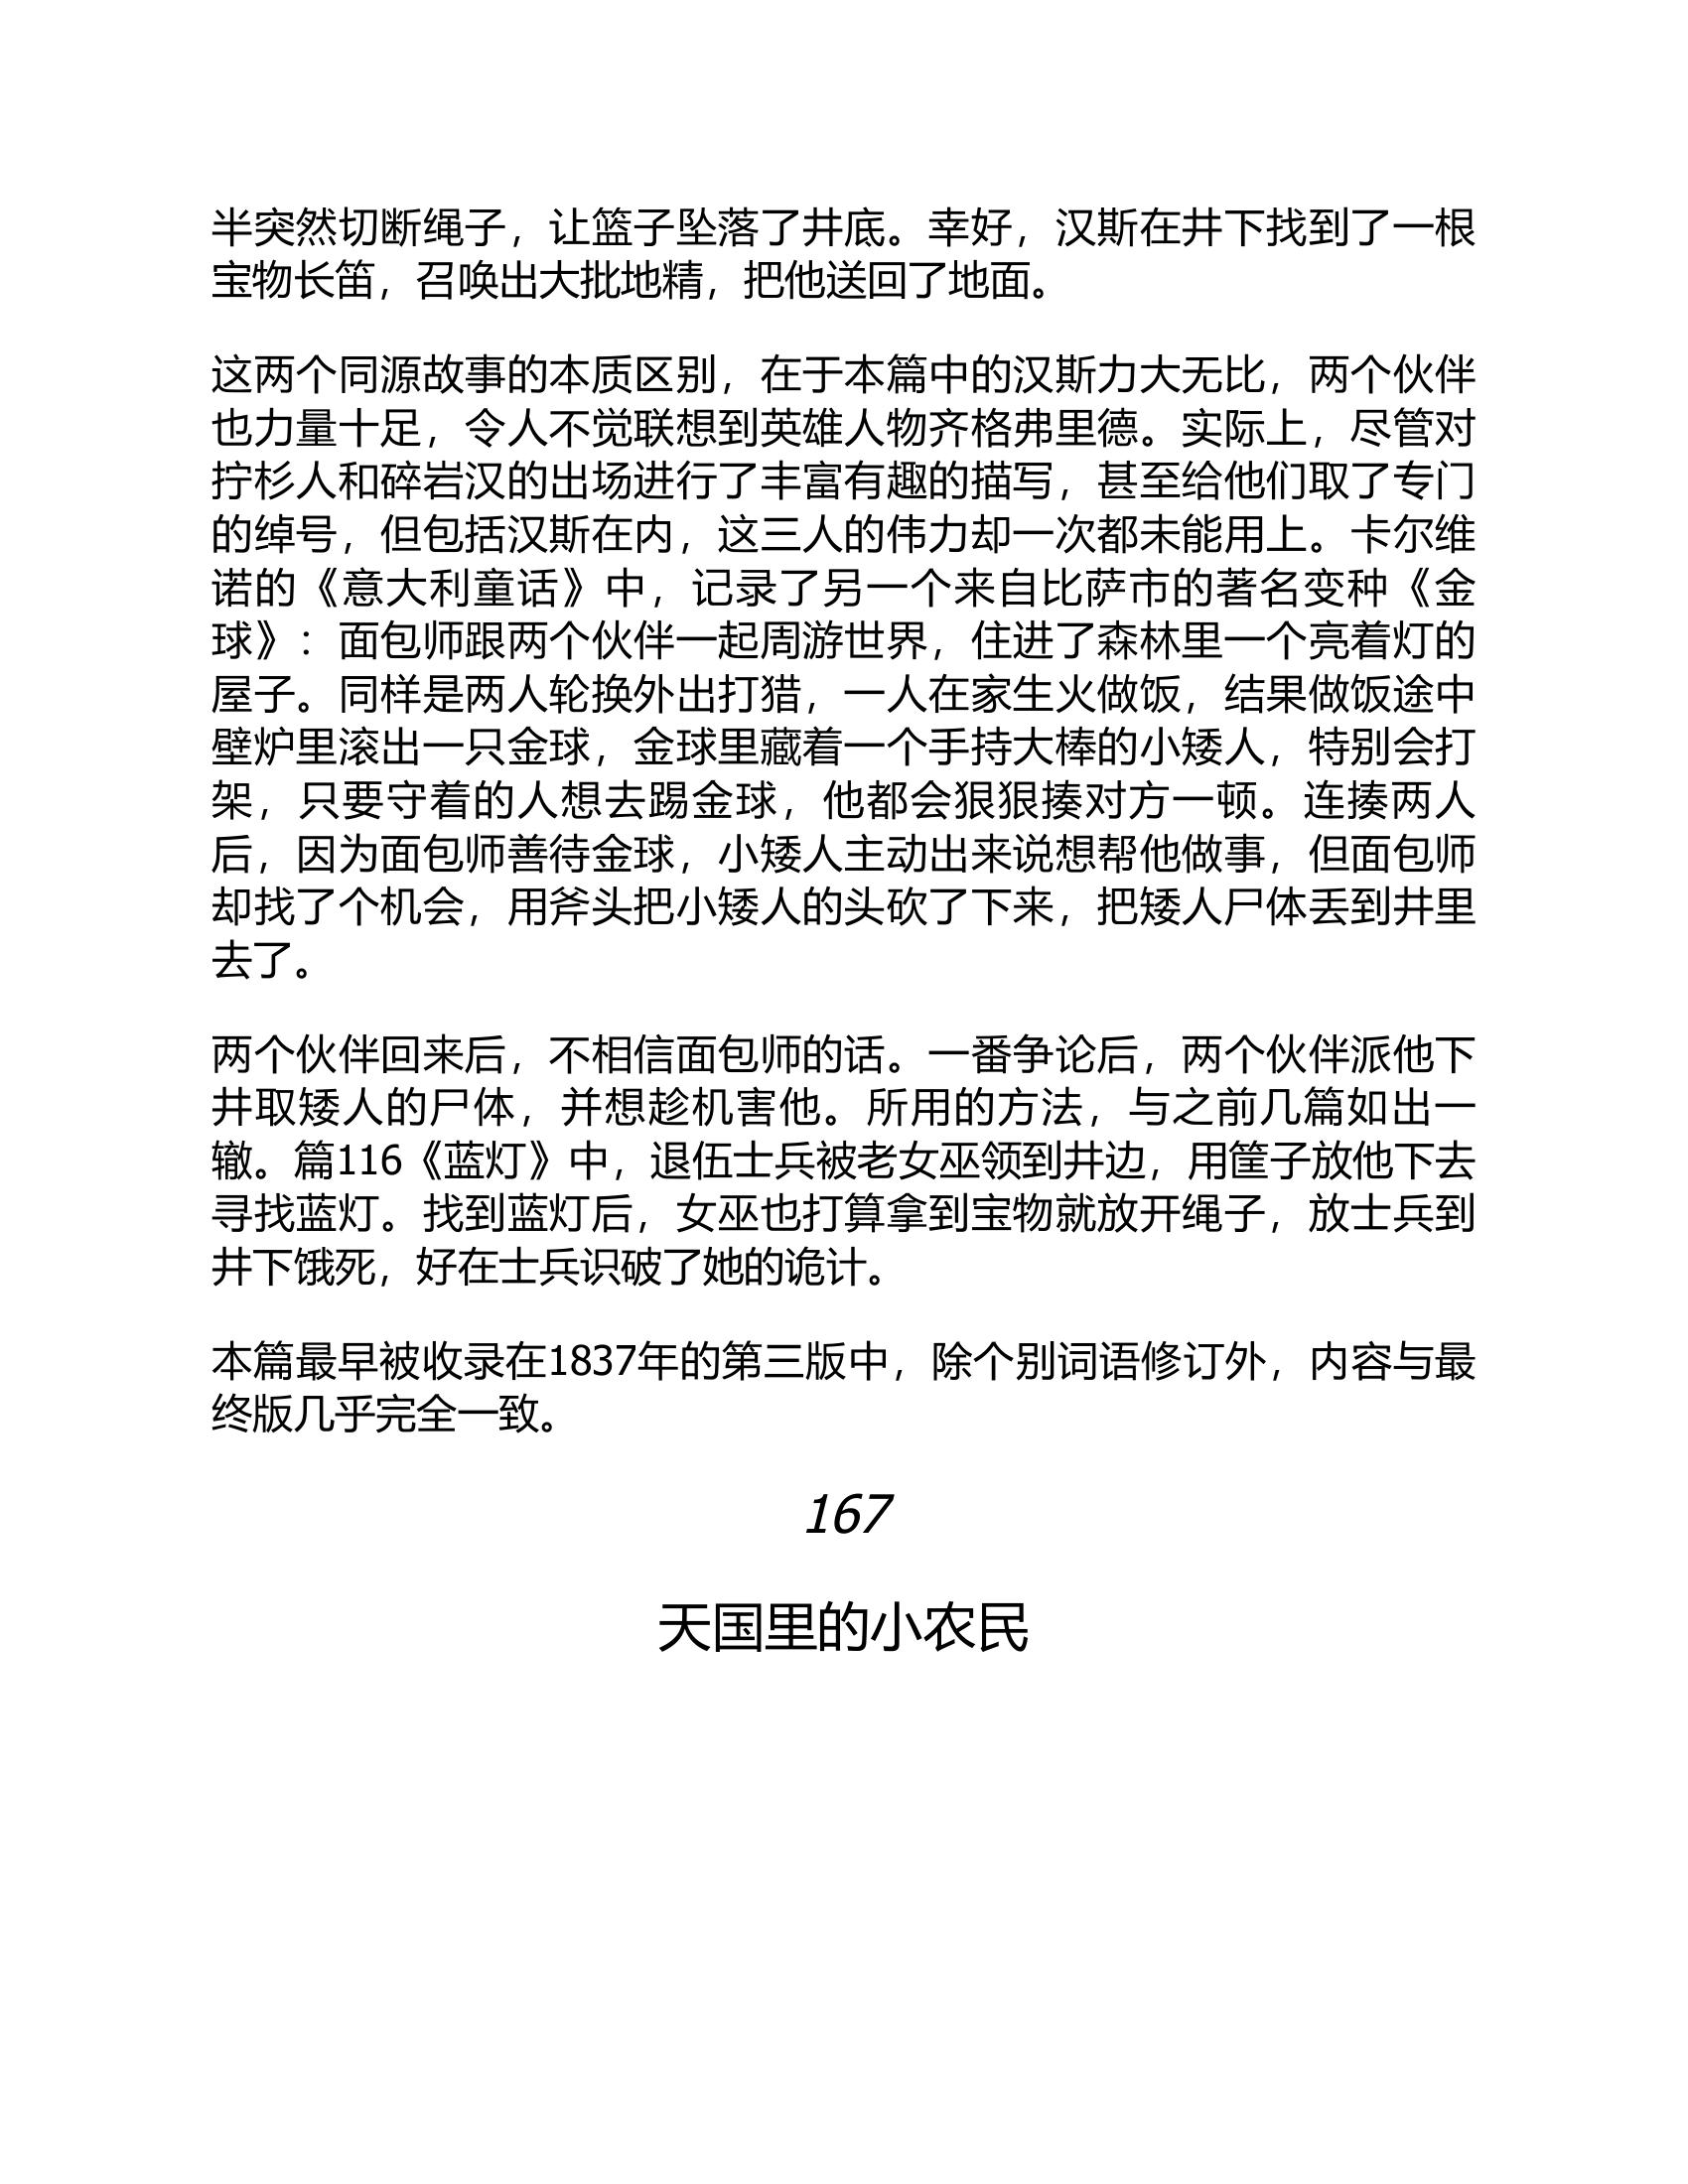 半突然切断绳子，让篮子坠落了井底。幸好，汉斯在井下找到了一根
宝物长笛，召唤出大批地精，把他送回了地面。
这两个同源故事的本质区别，在于本篇中的汉斯力大无比，两个伙伴
也力量十足，令人不觉联想到英雄人物齐格弗里德。实际上，尽管对
拧杉人和碎岩汉的出场进行了丰富有趣的描写，甚至给他们取了专门
的绰号，但包括汉斯在内，这三人的伟力却一次都未能用上。卡尔维
诺的《意大利童话》中，记录了另一个来自比萨市的著名变种《金
球》：面包师跟两个伙伴一起周游世界，住进了森林里一个亮着灯的
屋子。同样是两人轮换外出打猎，一人在家生火做饭，结果做饭途中
壁炉里滚出一只金球，金球里藏着一个手持大棒的小矮人，特别会打
架，只要守着的人想去踢金球，他都会狠狠揍对方一顿。连揍两人
后，因为面包师善待金球，小矮人主动出来说想帮他做事，但面包师
却找了个机会，用斧头把小矮人的头砍了下来，把矮人尸体丢到井里
去了。
两个伙伴回来后，不相信面包师的话。一番争论后，两个伙伴派他下
井取矮人的尸体，并想趁机害他。所用的方法，与之前几篇如出一
辙。篇116《蓝灯》中，退伍士兵被老女巫领到井边，用筐子放他下去
寻找蓝灯。找到蓝灯后，女巫也打算拿到宝物就放开绳子，放士兵到
井下饿死，好在士兵识破了她的诡计。
本篇最早被收录在1837年的第三版中，除个别词语修订外，内容与最
终版几乎完全一致。
167
天国里的小农民